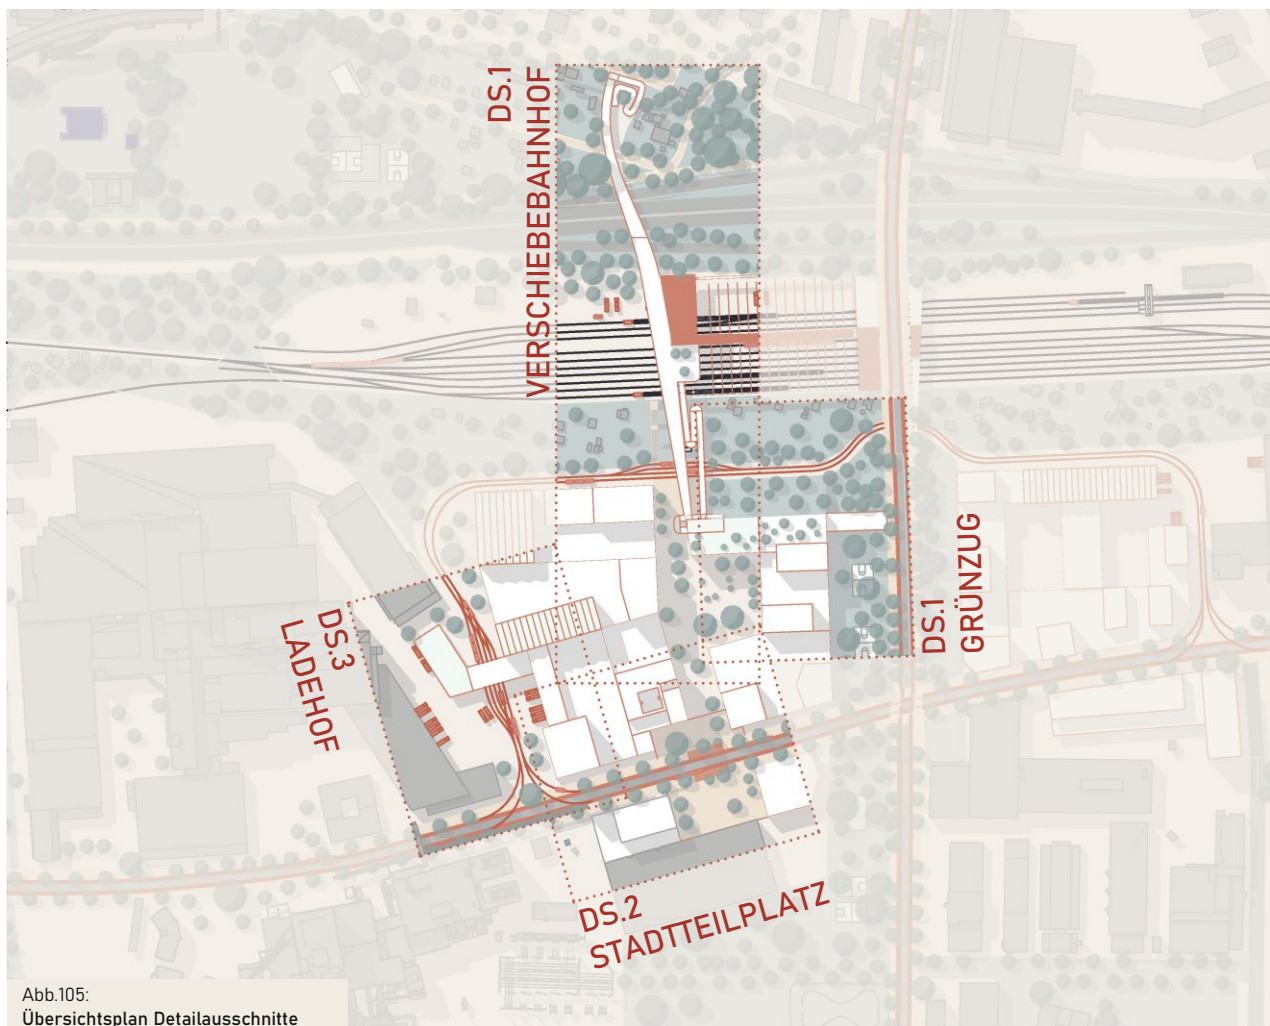 DS.1
VERSCHIEBEBAHNHOF
DS.1
GRÜNZUG
DS.3
LADEHOF
DS.2
STADTTEILPLATZ
Abb.105:
Übersichtsplan Detailausschnitte